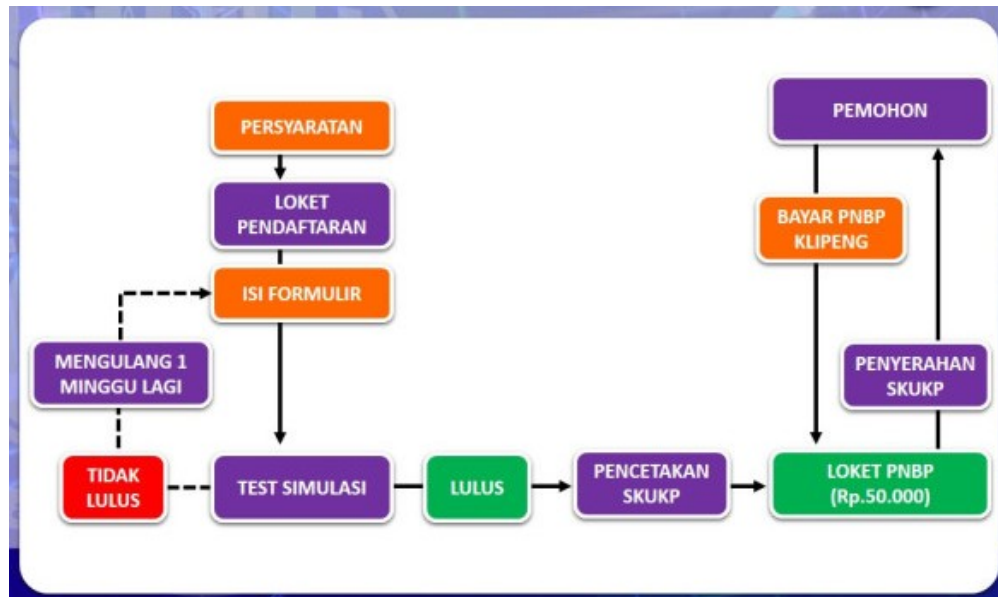 PERSYARATAN
LOKET
PENDAFTARAN
ISI FORMULIR
MENGULANG 1
MINGGU LAGI
TIDAK
LULUS
TEST SIMULASI
LULUS
PENCETAKAN
SKUKP
LOKET PNBP
(Rp.50.000)
PEMOHON
BAYAR PNBP
KLIPENG
PENYERAHAN
SKUKP